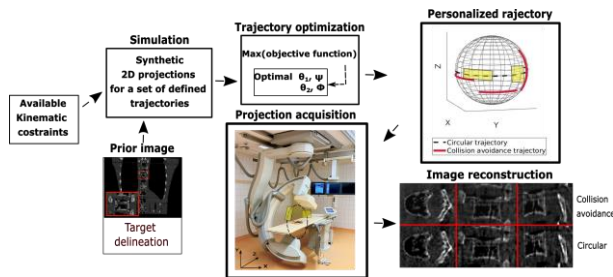 Simulation
Synthetic
2D projections
for a set of defined
trajectories
Available
Kinematic
costraints
Prior image
Target
delineation
Trajectory optimization
Max(objective function)
Optimal θ₁, Ψ
θ₂, Φ
Personalized rajectory
Z
X
Y
Circular trajectory
Collision avoidance trajectory
Projection acquisition
Z
Y
X
Image reconstruction
Collision
avoidance
Circular